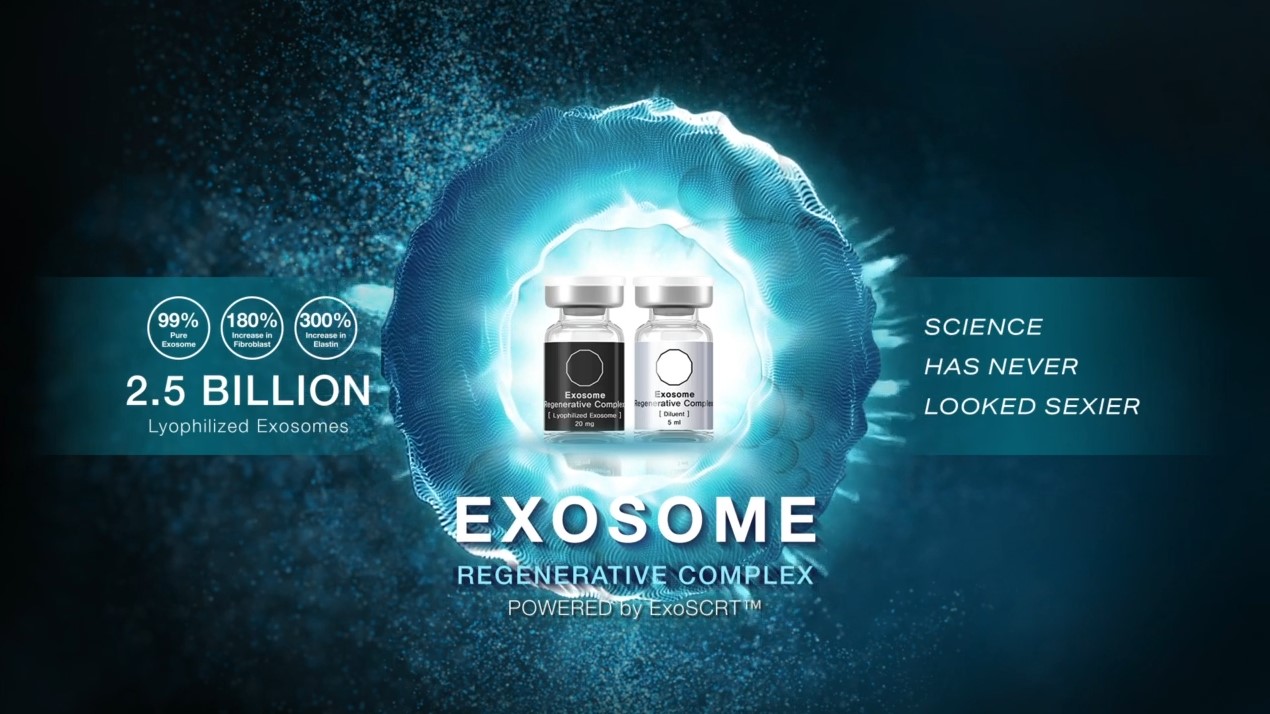 99%
Pure
Exosome
180%
Increase in
Fibroblast
300%
Increase in
Elastin
2.5 BILLION
Lyophilized Exosomes
Exosome
Regenerative Complex
[ Lyophilized Exosome ]
20 mg
Exosome
Regenerative Complex
[ Diluent ]
5 ml
SCIENCE
HAS NEVER
LOOKED SEXIER
EXOSOME
REGENERATIVE COMPLEX
POWERED by ExoSCRT™